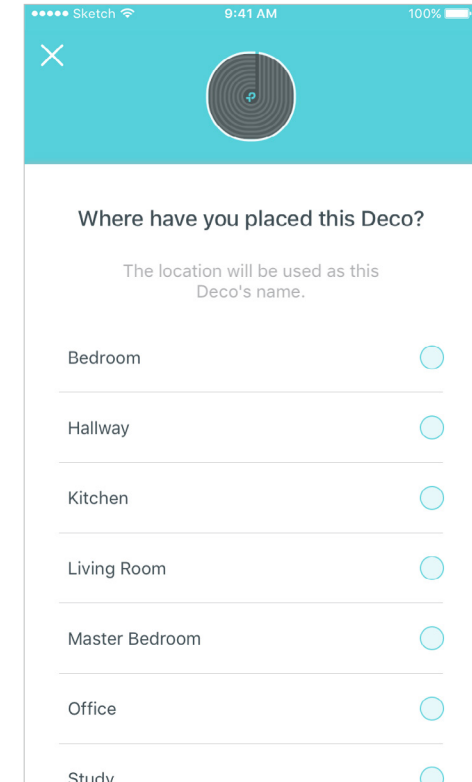 Sketch 9:41 AM 100%
Where have you placed this Deco?
The location will be used as this
Deco's name.
Bedroom
Hallway
Kitchen
Living Room
Master Bedroom
Office
Study